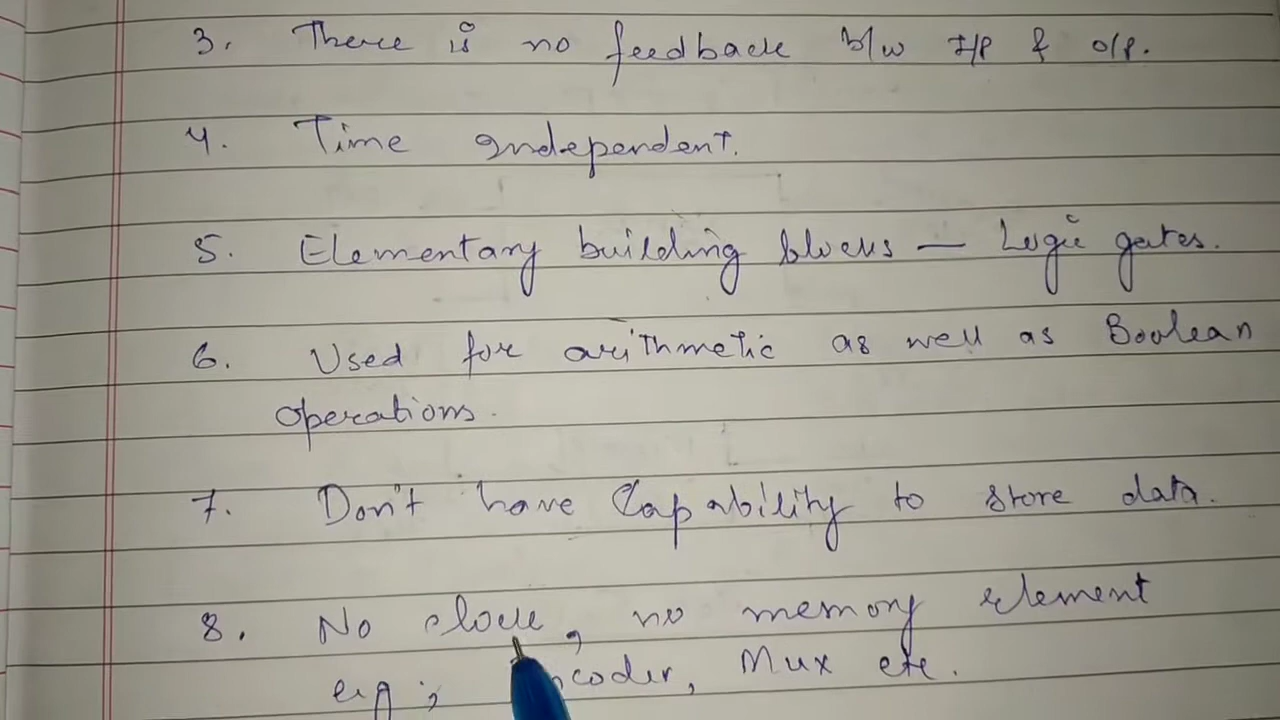 3. There is no feedback b/w I/P & O/P.
4. Time Independent.
5. Elementary building blocks — Logic gates.
6. Used for arithmetic as well as Boolean
operations.
7. Don't have Capability to store data.
8. No clock, no memory element
e.g; Mux etc.